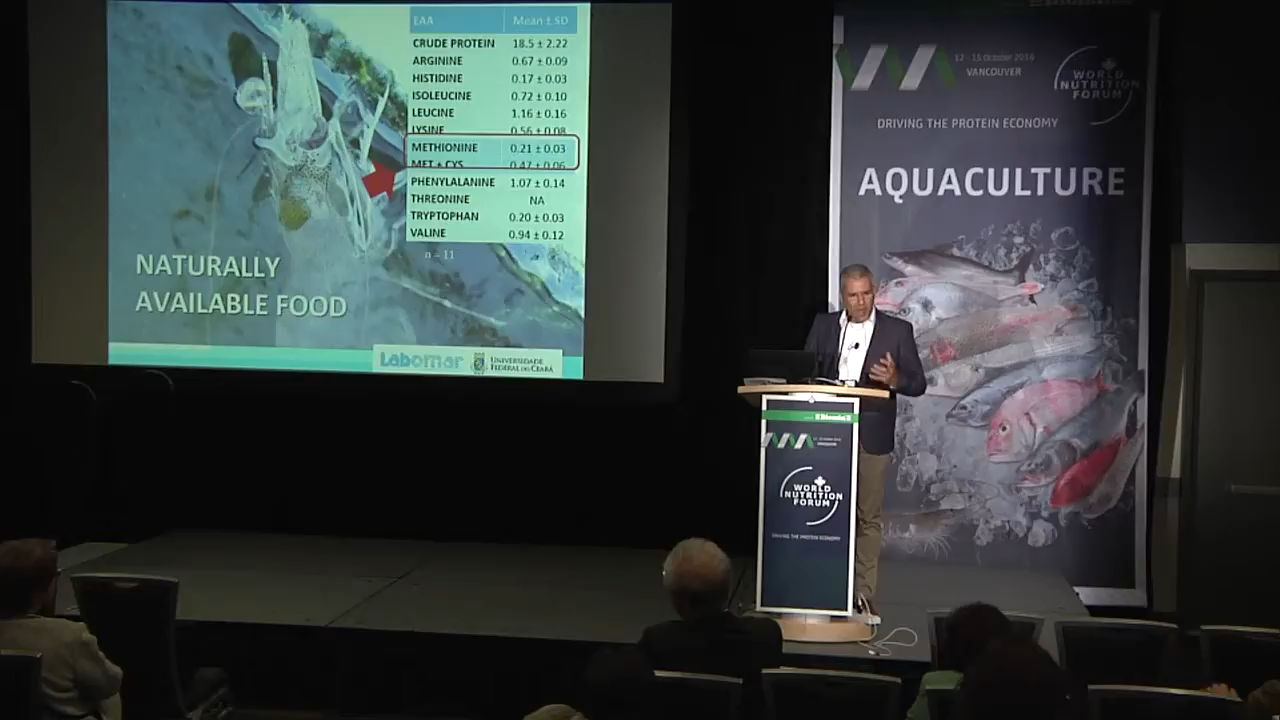 EAA Mean ± SD
CRUDE PROTEIN 18.5 ± 2.22
ARGININE 0.67 ± 0.09
HISTIDINE 0.17 ± 0.03
ISOLEUCINE 0.72 ± 0.10
LEUCINE 1.16 ± 0.16
LYSINE 0.56 ± 0.08
METHIONINE 0.21 ± 0.03
MET + CYS 0.47 ± 0.06
PHENYLALANINE 1.07 ± 0.14
THREONINE NA
TRYPTOPHAN 0.20 ± 0.03
VALINE 0.94 ± 0.12
n = 11
NATURALLY
AVAILABLE FOOD
Labomar
UNIVERSIDADE
FEDERAL DO CEARÁ
12 - 15 October 2016
VANCOUVER
WORLD
NUTRITION
FORUM
DRIVING THE PROTEIN ECONOMY
AQUACULTURE
VANCOUVER
WORLD
NUTRITION
FORUM
DRIVING THE PROTEIN ECONOMY